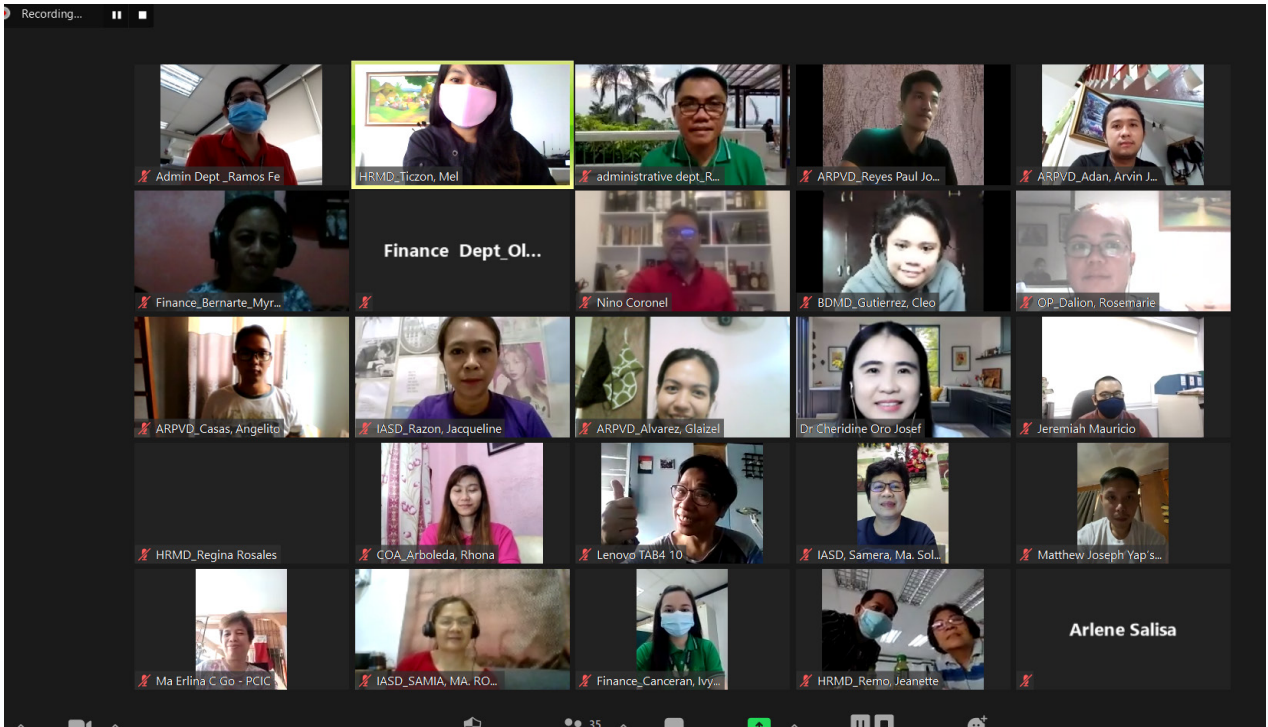 Recording...
Admin Dept _Ramos Fe
HRMD_Ticzon, Mel
administrative dept_R...
ARPVD_Reyes Paul Jo...
ARPVD_Adan, Arvin J...
Finance_Bernarte_Myr...
Finance Dept_Ol...
Nino Coronel
BDMD_Gutierrez, Cleo
OP_Dalion, Rosemarie
ARPVD_Casas, Angelito
IASD_Razon, Jacqueline
ARPVD_Alvarez, Glaizel
Dr Cheridine Oro Josef
Jeremiah Mauricio
HRMD_Regina Rosales
COA_Arboleda, Rhona
Lenovo TAB4 10
IASD, Samera, Ma. Sol...
Matthew Joseph Yap's...
Ma Erlina C Go - PCIC
IASD_SAMIA, MA. RO...
Finance_Canceran, Ivy...
HRMD_Remo, Jeanette
Arlene Salisa
35